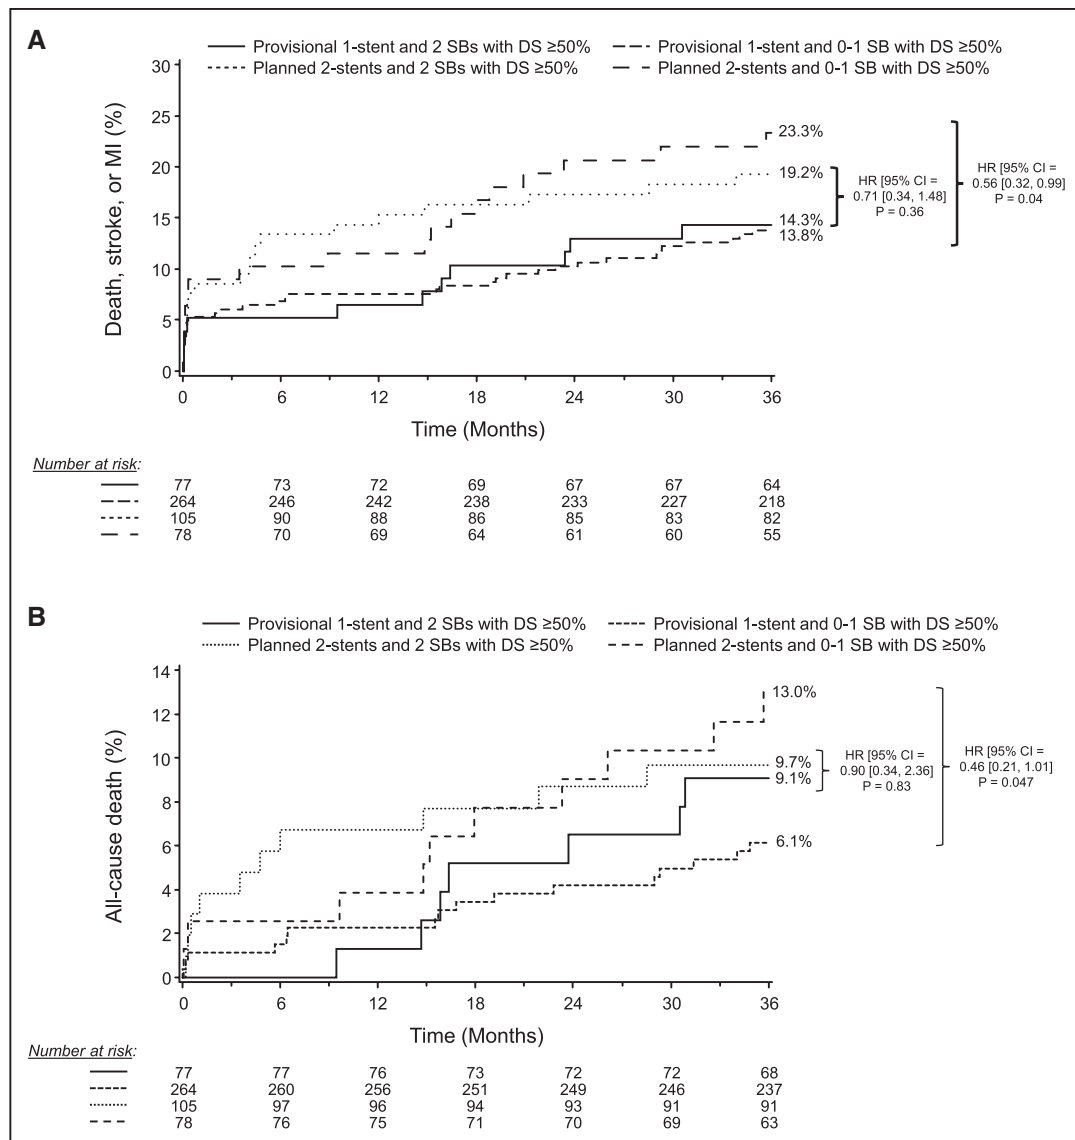 A
Provisional 1-stent and 2 SBs with DS ≥50%
Provisional 1-stent and 0-1 SB with DS ≥50%
Planned 2-stents and 2 SBs with DS ≥50%
Planned 2-stents and 0-1 SB with DS ≥50%
Death, stroke, or MI (%)
30
25
20
15
10
5
0
23.3%
19.2%
14.3%
13.8%
HR [95% CI =
0.71 [0.34, 1.48]
P = 0.36
HR [95% CI =
0.56 [0.32, 0.99]
P = 0.04
0 6 12 18 24 30 36
Time (Months)
Number at risk:
77 73 72 69 67 67 64
264 246 242 238 233 227 218
105 90 88 86 85 83 82
78 70 69 64 61 60 55
B
Provisional 1-stent and 2 SBs with DS ≥50%
Provisional 1-stent and 0-1 SB with DS ≥50%
Planned 2-stents and 2 SBs with DS ≥50%
Planned 2-stents and 0-1 SB with DS ≥50%
All-cause death (%)
14
12
10
8
6
4
2
0
13.0%
9.7%
9.1%
6.1%
HR [95% CI =
0.90 [0.34, 2.36]
P = 0.83
HR [95% CI =
0.46 [0.21, 1.01]
P = 0.047
0 6 12 18 24 30 36
Time (Months)
Number at risk:
77 77 76 73 72 72 68
264 260 256 251 249 246 237
105 97 96 94 93 91 91
78 76 75 71 70 69 63